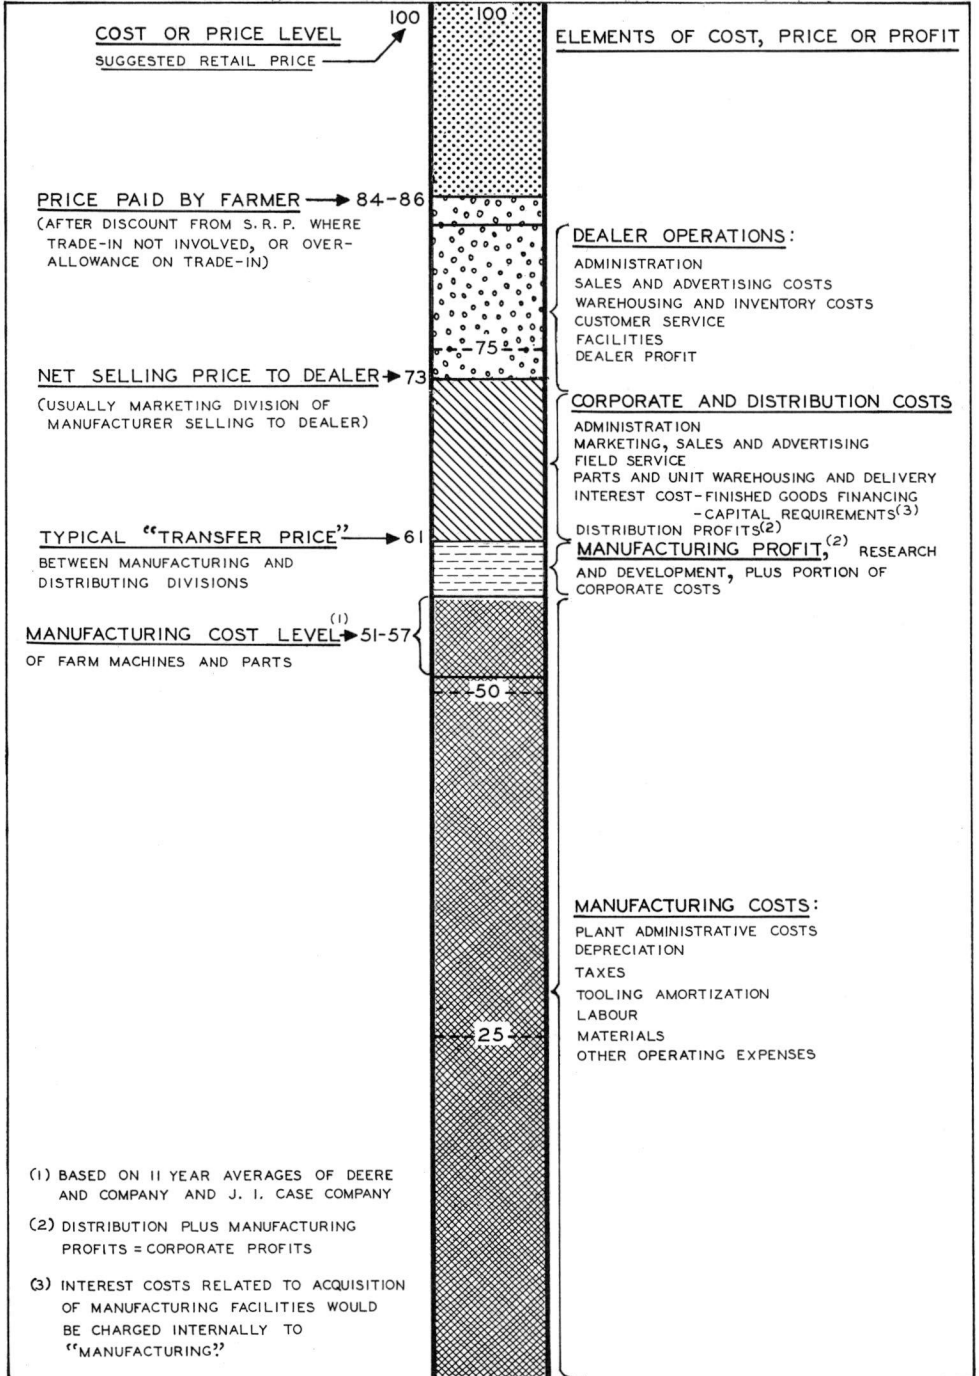 COST OR PRICE LEVEL
SUGGESTED RETAIL PRICE
100
100
ELEMENTS OF COST, PRICE OR PROFIT
PRICE PAID BY FARMER 84-86
(AFTER DISCOUNT FROM S.R.P. WHERE
TRADE-IN NOT INVOLVED, OR OVER-
ALLOWANCE ON TRADE-IN)
DEALER OPERATIONS:
ADMINISTRATION
SALES AND ADVERTISING COSTS
WAREHOUSING AND INVENTORY COSTS
CUSTOMER SERVICE
FACILITIES
DEALER PROFIT
75
NET SELLING PRICE TO DEALER 73
(USUALLY MARKETING DIVISION OF
MANUFACTURER SELLING TO DEALER)
CORPORATE AND DISTRIBUTION COSTS
ADMINISTRATION
MARKETING, SALES AND ADVERTISING
FIELD SERVICE
PARTS AND UNIT WAREHOUSING AND DELIVERY
INTEREST COST-FINISHED GOODS FINANCING
-CAPITAL REQUIREMENTS(3)
DISTRIBUTION PROFITS(2)
TYPICAL "TRANSFER PRICE" 61
BETWEEN MANUFACTURING AND
DISTRIBUTING DIVISIONS
MANUFACTURING PROFIT,(2) RESEARCH
AND DEVELOPMENT, PLUS PORTION OF
CORPORATE COSTS
MANUFACTURING COST LEVEL(1) 51-57
OF FARM MACHINES AND PARTS
50
MANUFACTURING COSTS:
PLANT ADMINISTRATIVE COSTS
DEPRECIATION
TAXES
TOOLING AMORTIZATION
LABOUR
MATERIALS
OTHER OPERATING EXPENSES
25
(1) BASED ON 11 YEAR AVERAGES OF DEERE
AND COMPANY AND J. I. CASE COMPANY
(2) DISTRIBUTION PLUS MANUFACTURING
PROFITS = CORPORATE PROFITS
(3) INTEREST COSTS RELATED TO ACQUISITION
OF MANUFACTURING FACILITIES WOULD
BE CHARGED INTERNALLY TO
"MANUFACTURING".